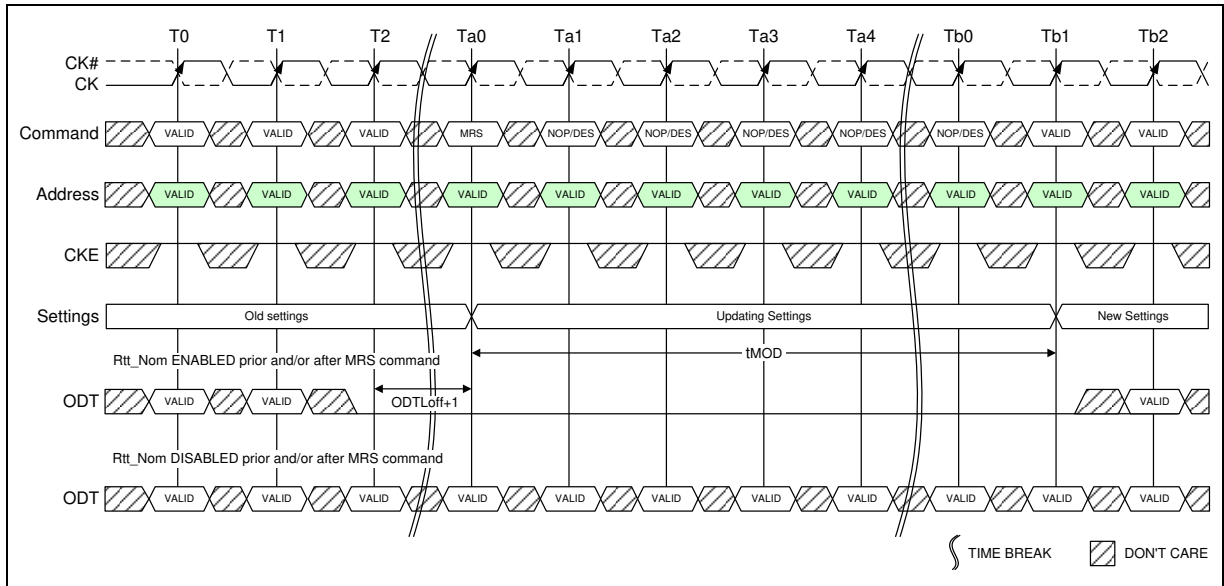 T0 T1 T2 Ta0 Ta1 Ta2 Ta3 Ta4 Tb0 Tb1 Tb2
CK#
CK
Command VALID VALID VALID MRS NOP/DES NOP/DES NOP/DES NOP/DES NOP/DES VALID VALID
Address VALID VALID VALID VALID VALID VALID VALID VALID VALID VALID VALID
CKE
Settings Old settings Updating Settings New Settings
Rtt_Nom ENABLED prior and/or after MRS command tMOD
ODT VALID VALID ODTLoff+1 VALID
Rtt_Nom DISABLED prior and/or after MRS command
ODT VALID VALID VALID VALID VALID VALID VALID VALID VALID VALID VALID
TIME BREAK DON'T CARE